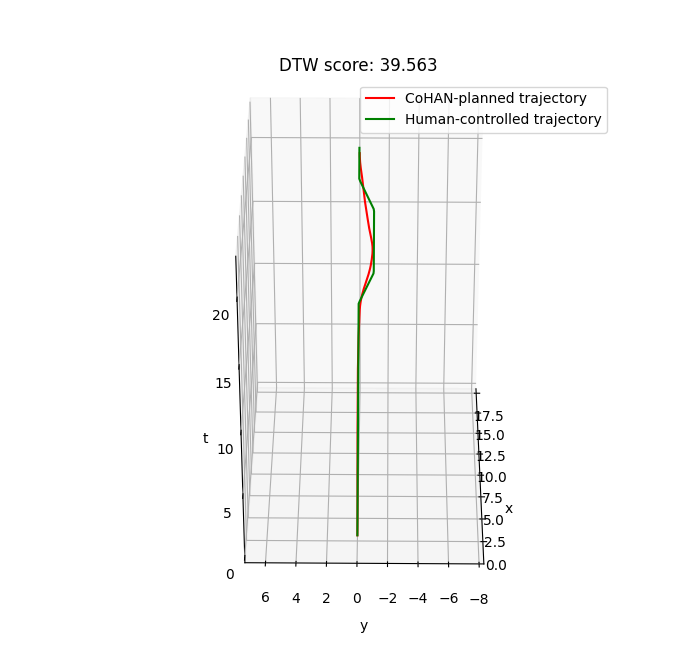 DTW score: 39.563
CoHAN-planned trajectory
Human-controlled trajectory
20
15
10
5
0
t
17.5
15.0
12.5
10.0
7.5
5.0
2.5
0.0
x
6 4 2 0 −2 −4 −6 −8
y